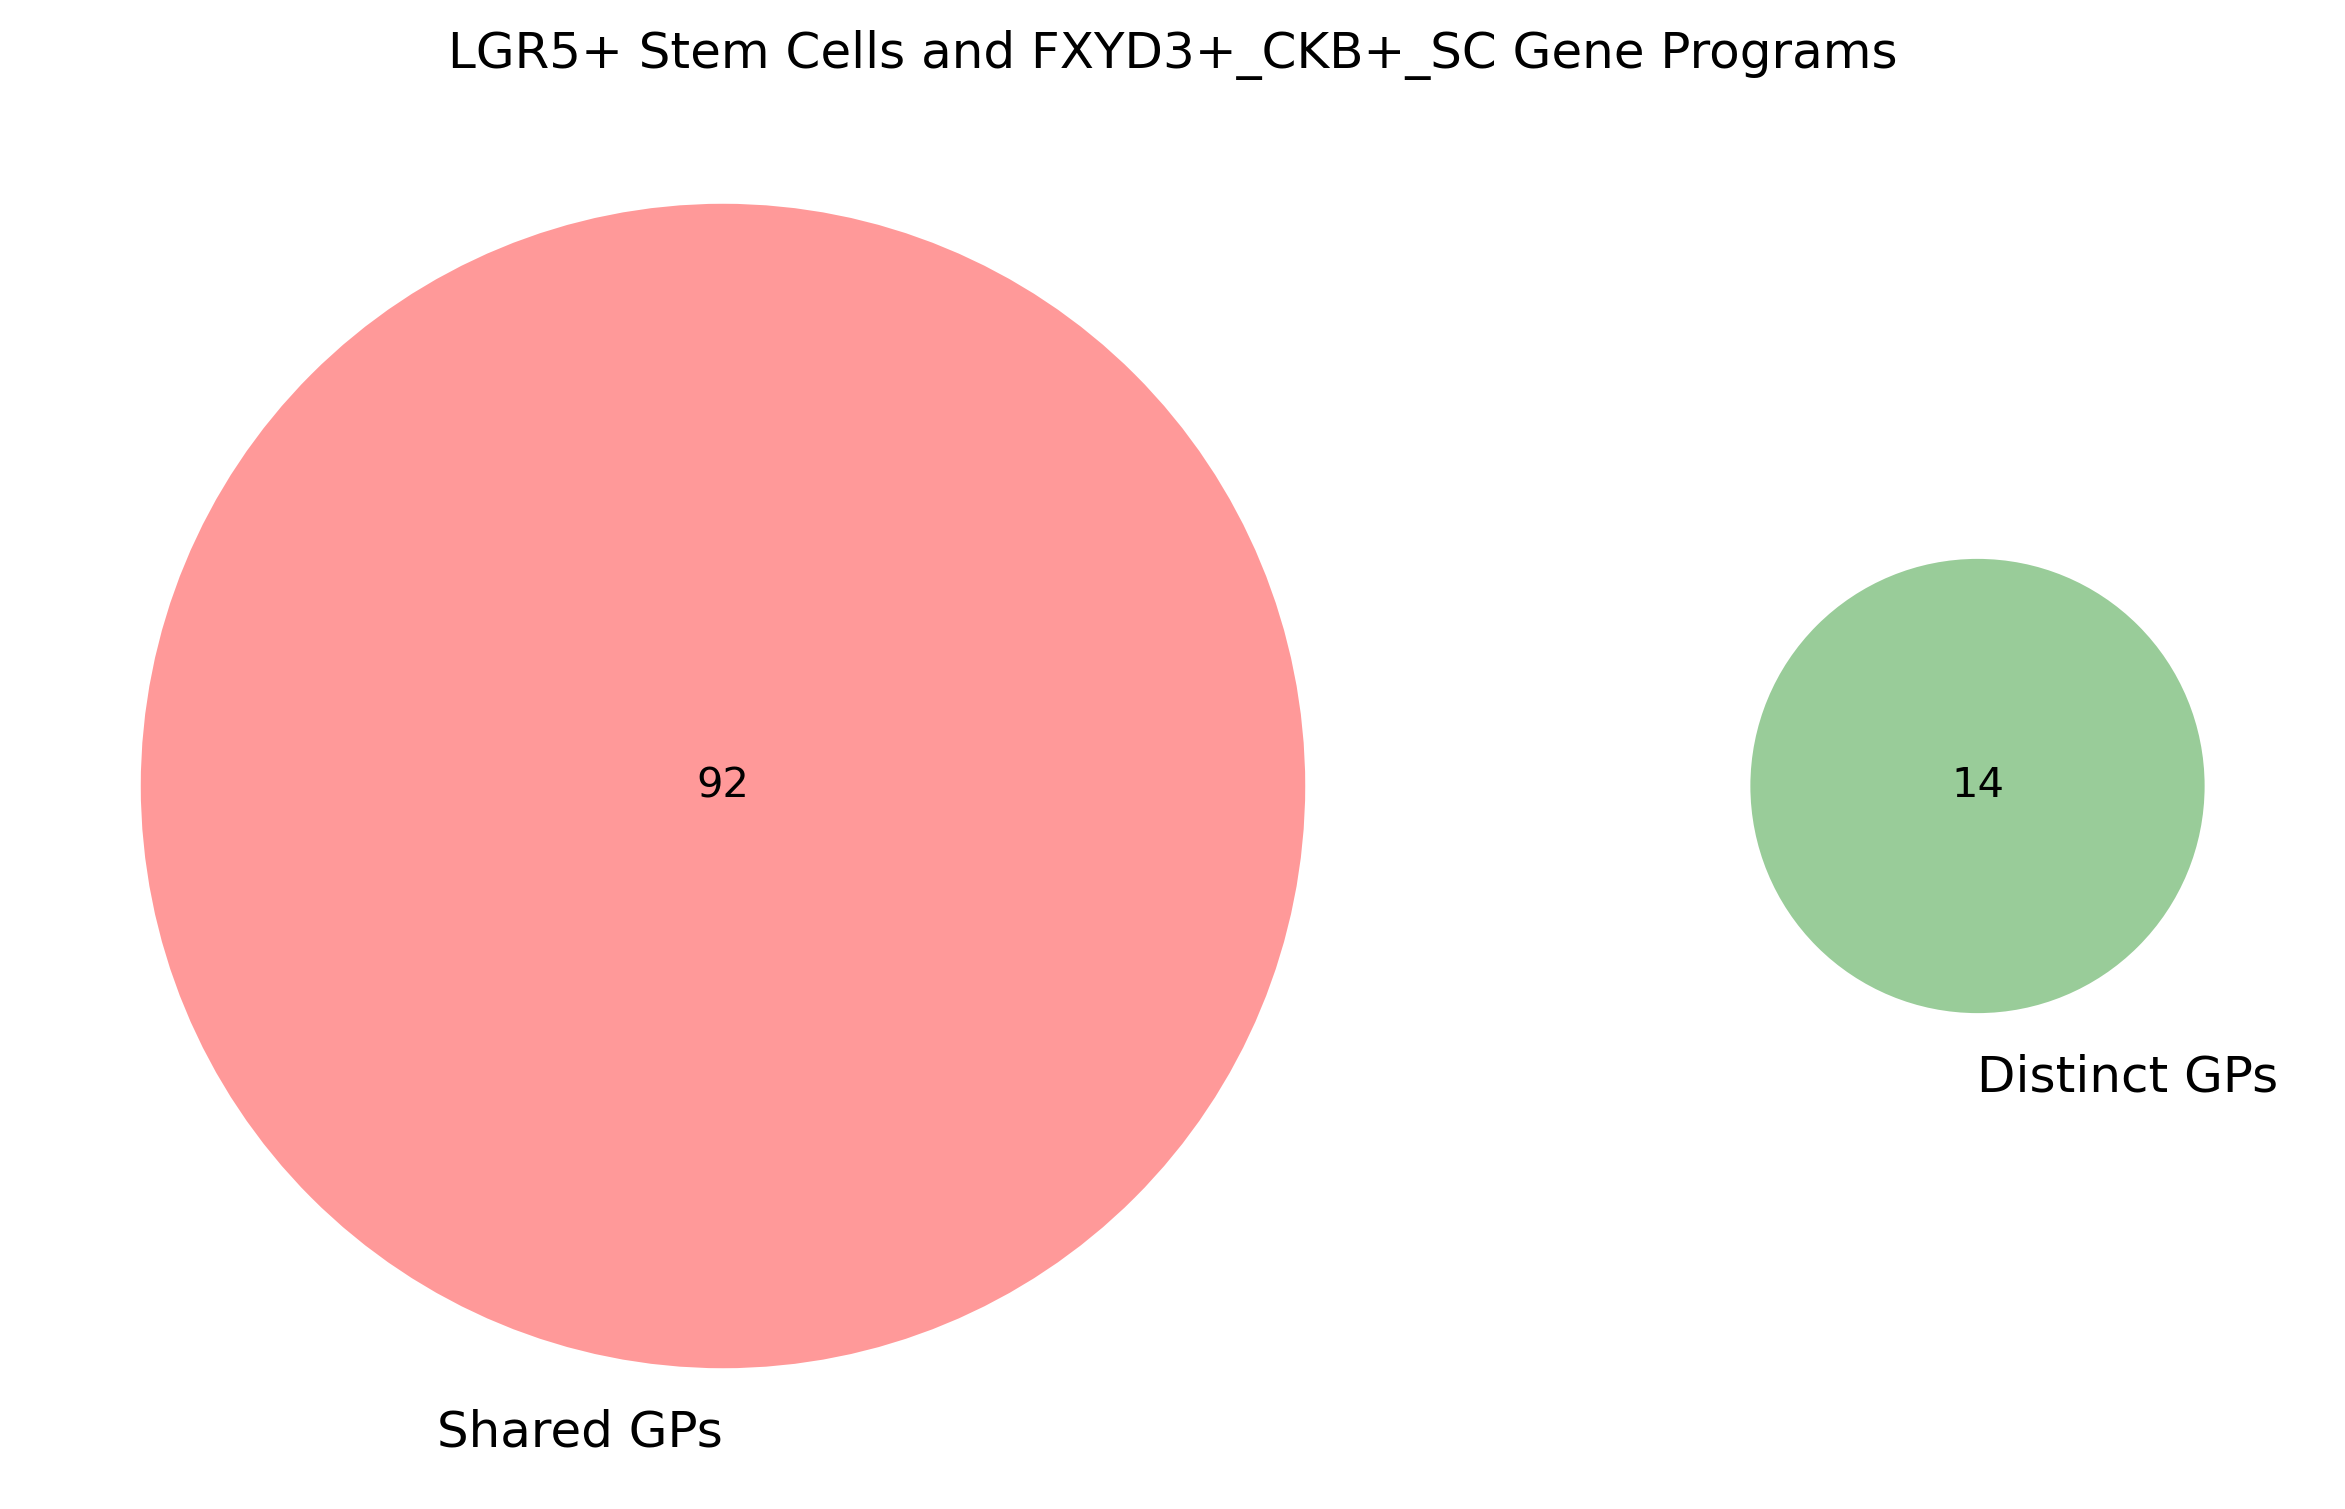 LGR5+ Stem Cells and FXYD3+_CKB+_SC Gene Programs
92
14
Distinct GPs
Shared GPs